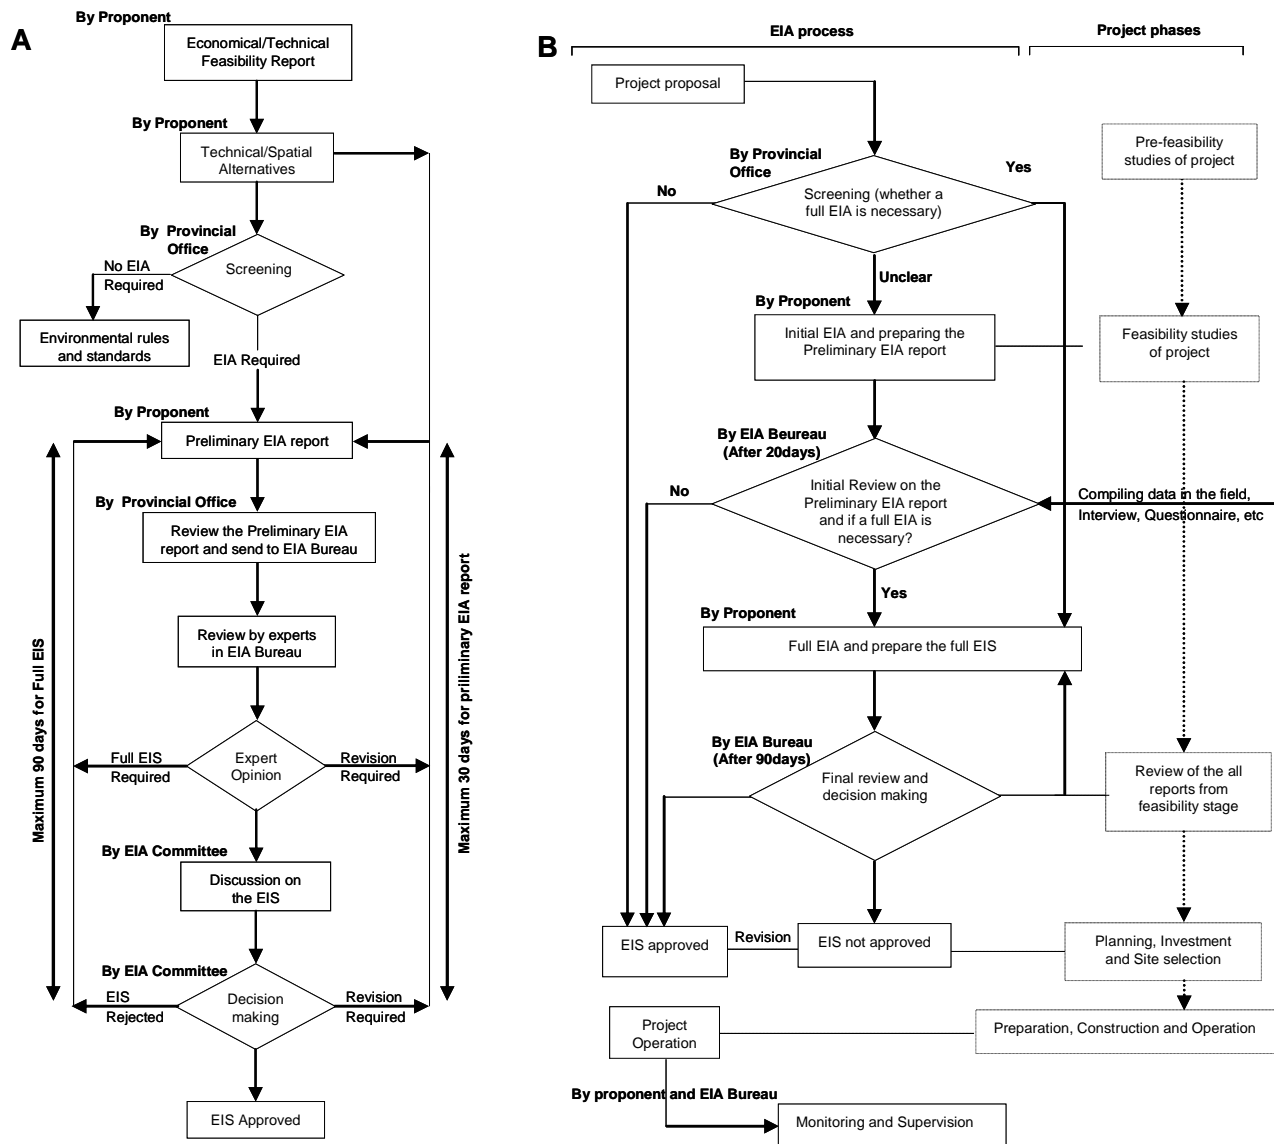 A
By Proponent
Economical/Technical
Feasibility Report
By Proponent
Technical/Spatial
Alternatives
By Provincial
Office
Screening
No EIA
Required
Environmental rules
and standards
EIA Required
By Proponent
Preliminary EIA report
By Provincial Office
Review the Preliminary EIA
report and send to EIA Bureau
Review by experts
in EIA Bureau
Expert
Opinion
Full EIS
Required
Revision
Required
By EIA Committee
Discussion on
the EIS
By EIA Committee
Decision
making
EIS
Rejected
Revision
Required
EIS Approved
Maximum 90 days for Full EIS
Maximum 30 days for priliminary EIA report
B
EIA process
Project phases
Project proposal
By Provincial
Office
Yes
No
Screening (whether a
full EIA is necessary)
Unclear
By Proponent
Initial EIA and preparing the
Preliminary EIA report
By EIA Beureau
(After 20days)
No
Initial Review on the
Preliminary EIA report
and if a full EIA is
necessary?
Compiling data in the field,
Interview, Questionnaire, etc
Yes
By Proponent
Full EIA and prepare the full EIS
By EIA Bureau
(After 90days)
Final review and
decision making
EIS approved
Revision
EIS not approved
Project
Operation
By proponent and EIA Bureau
Monitoring and Supervision
Pre-feasibility
studies of project
Feasibility studies
of project
Review of the all
reports from
feasibility stage
Planning, Investment
and Site selection
Preparation, Construction and Operation